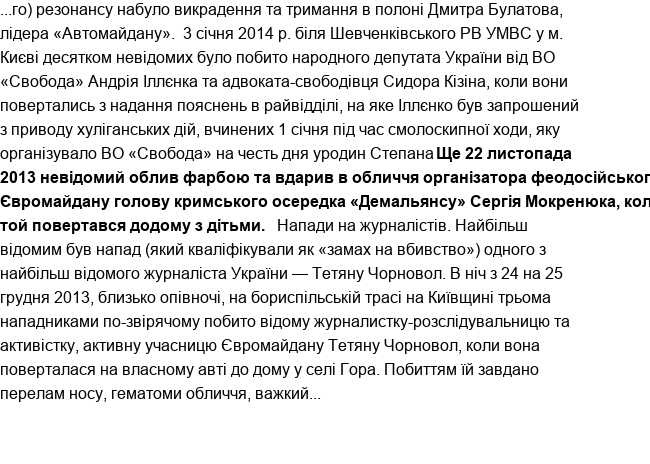 ...го) резонансу набуло викрадення та тримання в полоні Дмитра Булатова,
лідера «Автомайдану».  3 січня 2014 р. біля Шевченківського РВ УМВС у м.
Києві десятком невідомих було побито народного депутата України від ВО
«Свобода» Андрія Іллєнка та адвоката-свободівця Сидора Кізіна, коли вони
повертались з надання пояснень в райвідділі, на яке Іллєнко був запрошений
з приводу хуліганських дій, вчинених 1 січня під час смолоскипної ходи, яку
організувало ВО «Свобода» на честь дня уродин Степана Ще 22 листопада
2013 невідомий облив фарбою та вдарив в обличчя організатора феодосійського
Євромайдану голову кримського осередка «Демальянсу» Сергія Мокренюка, кол
той повертався додому з дітьми.   Напади на журналістів. Найбільш
відомим був напад (який кваліфікували як «замах на вбивство») одного з
найбільш відомого журналіста України — Тетяну Чорновол. В ніч з 24 на 25
грудня 2013, близько опівночі, на бориспільській трасі на Київщині трьома
нападниками по-звірячому побито відому журналистку-розслідувальницю та
активістку, активну учасницю Євромайдану Тетяну Чорновол, коли вона
поверталася на власному авті до дому у селі Гора. Побиттям їй завдано
перелам носу, гематоми обличчя, важкий...